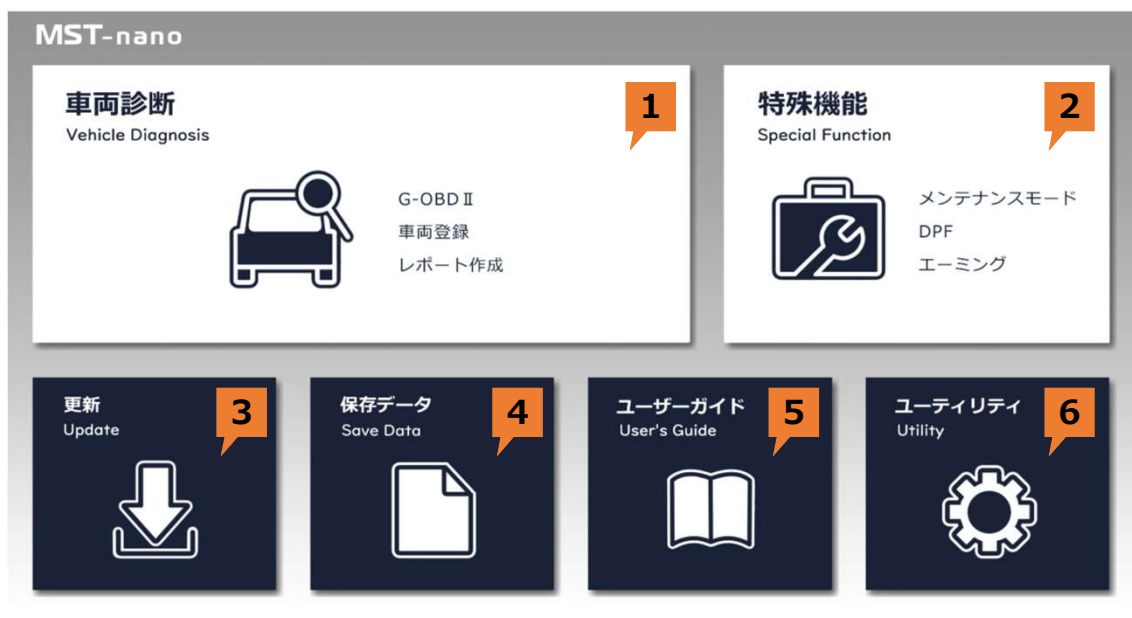 MST-nano
車両診断
Vehicle Diagnosis
1
G-OBDⅡ
車両登録
レポート作成
特殊機能
Special Function
2
メンテナンスモード
DPF
エーミング
更新
Update
3
保存データ
Save Data
4
ユーザーガイド
User's Guide
5
ユーティリティ
Utility
6